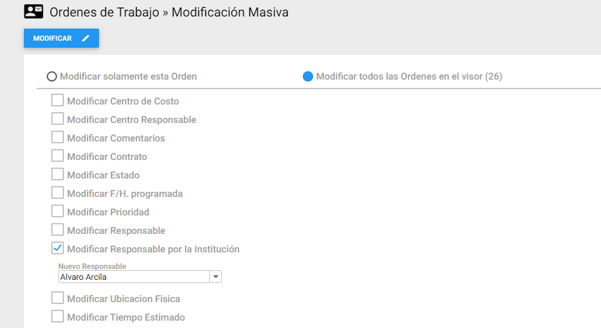 Ordenes de Trabajo » Modificación Masiva
MODIFICAR
Modificar solamente esta Orden
Modificar todos las Ordenes en el visor (26)
Modificar Centro de Costo
Modificar Centro Responsable
Modificar Comentarios
Modificar Contrato
Modificar Estado
Modificar F/H. programada
Modificar Prioridad
Modificar Responsable
Modificar Responsable por la Institución
Nuevo Responsable
Alvaro Arcila
Modificar Ubicacion Fisica
Modificar Tiempo Estimado